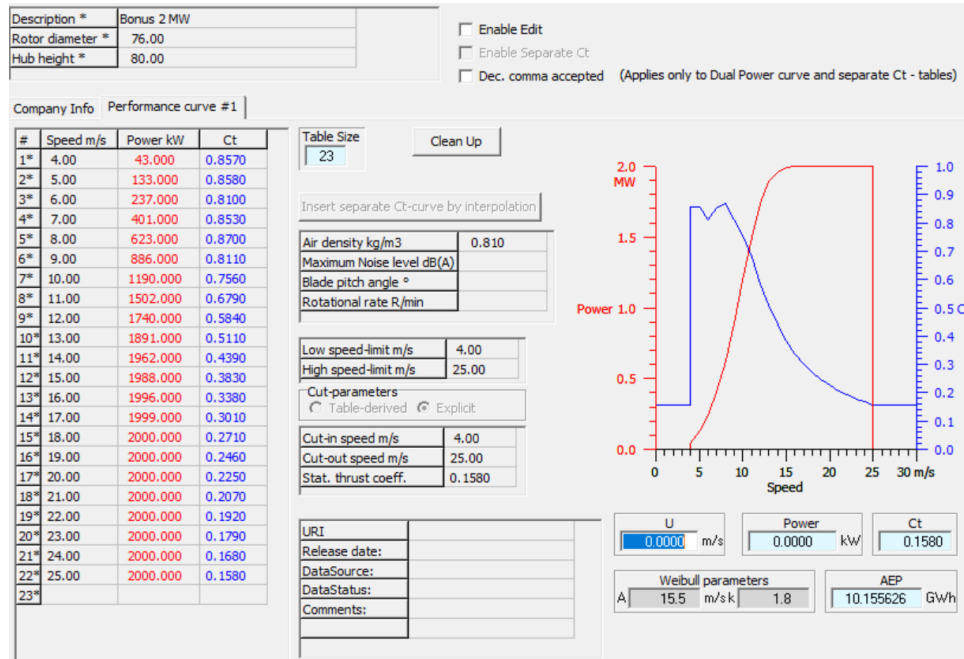 Description * Bonus 2 MW
Rotor diameter * 76.00
Hub height * 80.00
Enable Edit
Enable Separate Ct
Dec. comma accepted (Applies only to Dual Power curve and separate Ct - tables)
Company Info Performance curve #1
# Speed m/s Power kW Ct
1* 4.00 43.000 0.8570
2* 5.00 133.000 0.8580
3* 6.00 237.000 0.8100
4* 7.00 401.000 0.8530
5* 8.00 623.000 0.8700
6* 9.00 886.000 0.8110
7* 10.00 1190.000 0.7560
8* 11.00 1502.000 0.6790
9* 12.00 1740.000 0.5840
10* 13.00 1891.000 0.5110
11* 14.00 1962.000 0.4390
12* 15.00 1988.000 0.3830
13* 16.00 1996.000 0.3380
14* 17.00 1999.000 0.3010
15* 18.00 2000.000 0.2710
16* 19.00 2000.000 0.2460
17* 20.00 2000.000 0.2250
18* 21.00 2000.000 0.2070
19* 22.00 2000.000 0.1920
20* 23.00 2000.000 0.1790
21* 24.00 2000.000 0.1680
22* 25.00 2000.000 0.1580
23*
Table Size
23
Clean Up
Insert separate Ct-curve by interpolation
Air density kg/m3 0.810
Maximum Noise level dB(A)
Blade pitch angle °
Rotational rate R/min
Low speed-limit m/s 4.00
High speed-limit m/s 25.00
Cut-parameters
Table-derived Explicit
Cut-in speed m/s 4.00
Cut-out speed m/s 25.00
Stat. thrust coeff. 0.1580
URI
Release date:
DataSource:
DataStatus:
Comments:
2.0
MW
1.5
Power 1.0
0.5
0.0
1.0
0.9
0.8
0.7
0.6
0.5 C
0.4
0.3
0.2
0.1
0.0
0 5 10 15 20 25 30 m/s
Speed
U Power Ct
0.0000 m/s 0.0000 kW 0.1580
Weibull parameters AEP
A 15.5 m/s k 1.8 10.155626 GWh